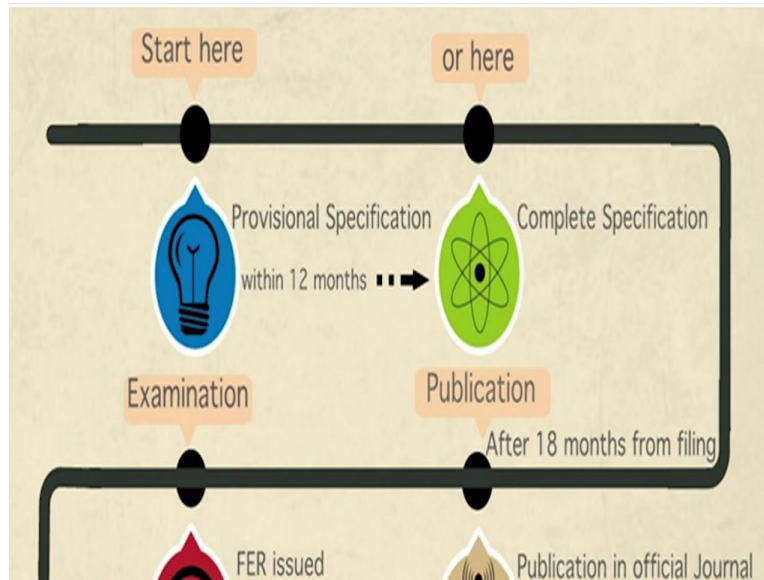 Start here
or here
Provisional Specification
Complete Specification
within 12 months
Examination
Publication
After 18 months from filing
FER issued
Publication in official Journal